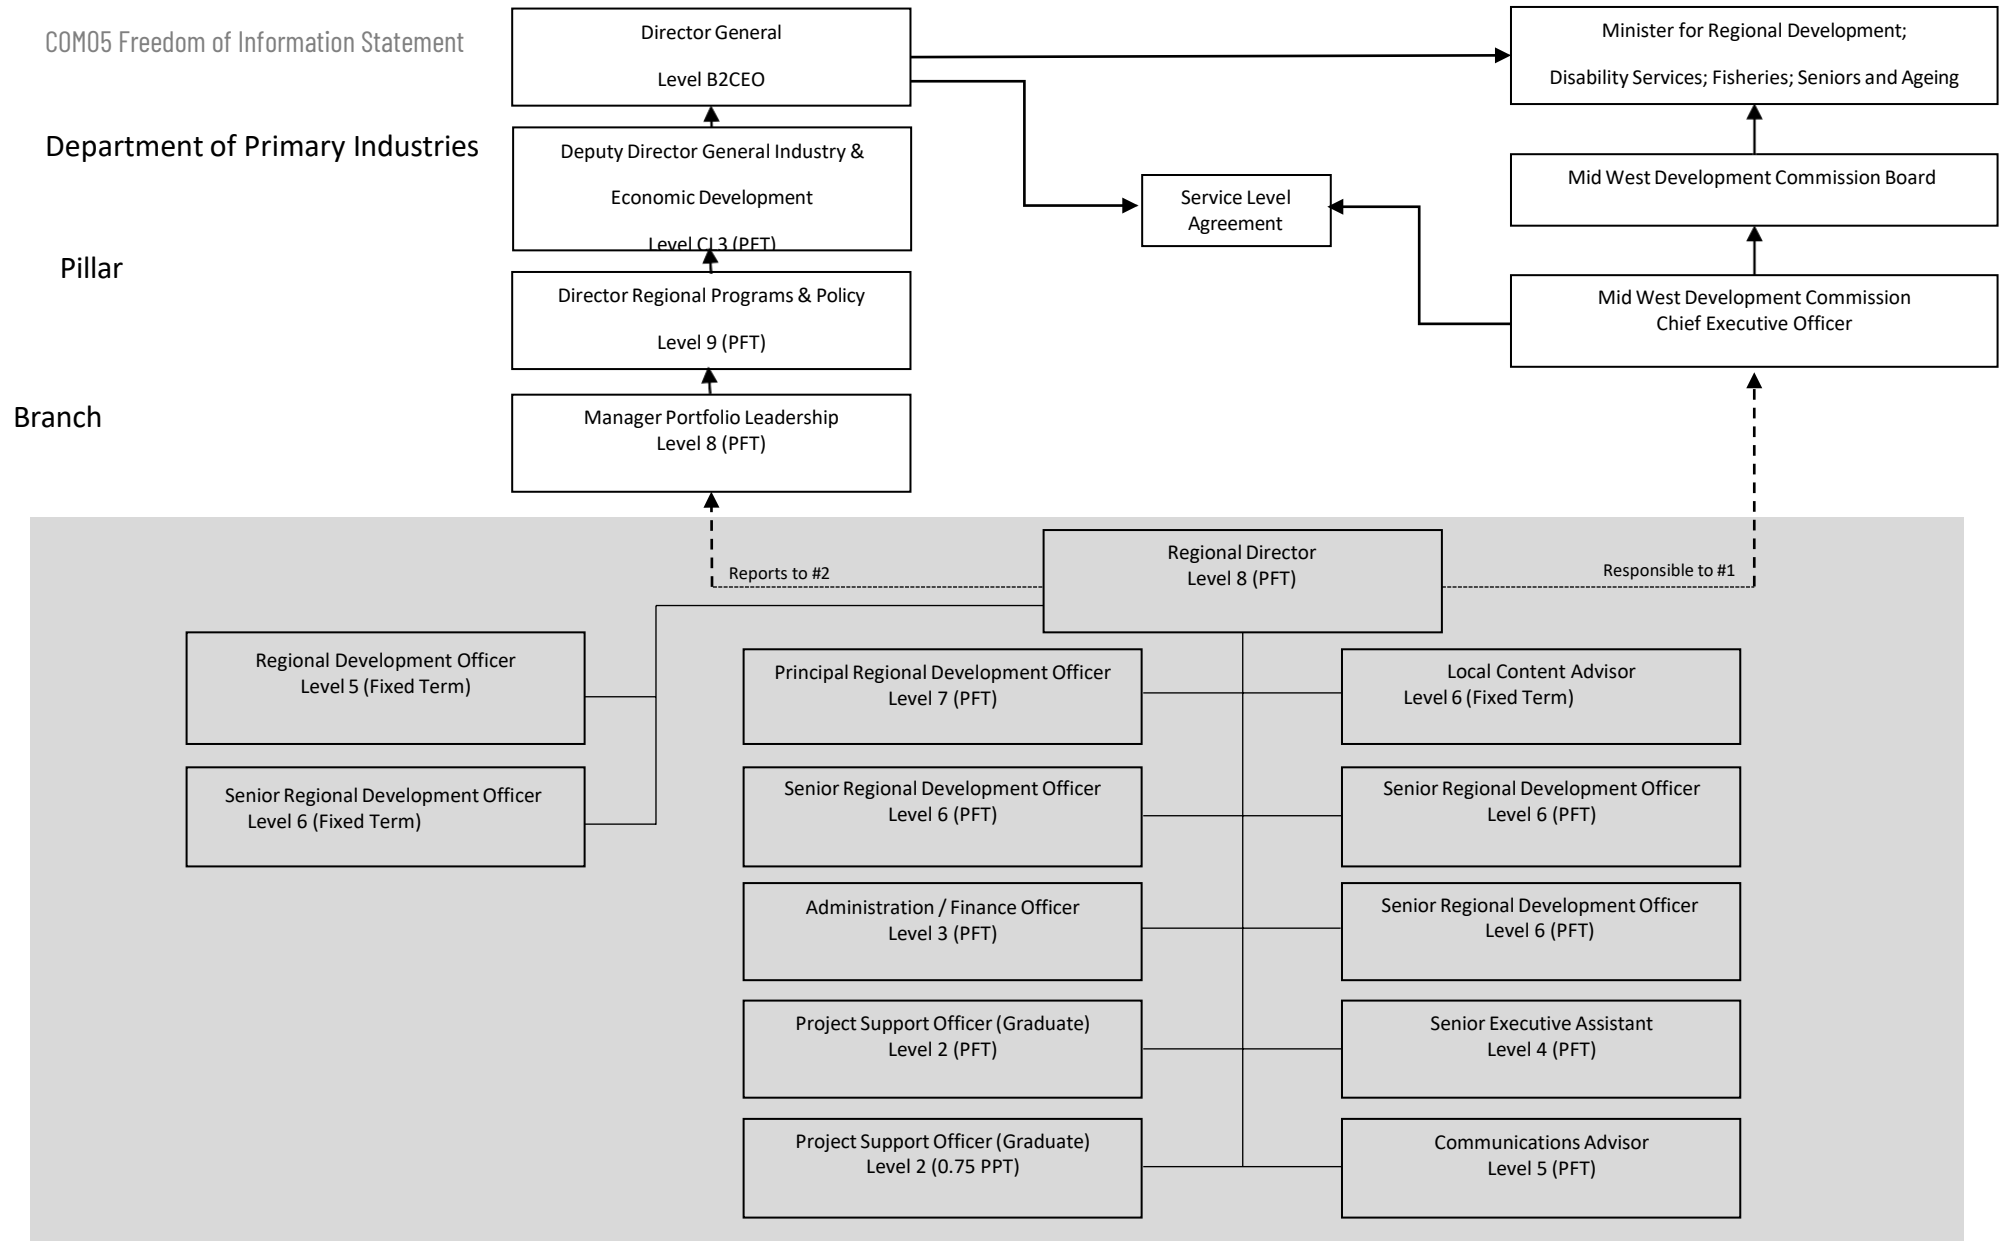 COM05 Freedom of Information Statement
Director General
Level B2CEO
Minister for Regional Development;
Disability Services; Fisheries; Seniors and Ageing
Department of Primary Industries
Deputy Director General Industry &
Economic Development
Level CL3 (PFT)
Service Level
Agreement
Mid West Development Commission Board
Pillar
Director Regional Programs & Policy
Level 9 (PFT)
Mid West Development Commission
Chief Executive Officer
Branch
Manager Portfolio Leadership
Level 8 (PFT)
Regional Director
Level 8 (PFT)
Reports to #2
Responsible to #1
Regional Development Officer
Level 5 (Fixed Term)
Senior Regional Development Officer
Level 6 (Fixed Term)
Principal Regional Development Officer
Level 7 (PFT)
Local Content Advisor
Level 6 (Fixed Term)
Senior Regional Development Officer
Level 6 (PFT)
Senior Regional Development Officer
Level 6 (PFT)
Administration / Finance Officer
Level 3 (PFT)
Senior Regional Development Officer
Level 6 (PFT)
Project Support Officer (Graduate)
Level 2 (PFT)
Senior Executive Assistant
Level 4 (PFT)
Project Support Officer (Graduate)
Level 2 (0.75 PPT)
Communications Advisor
Level 5 (PFT)